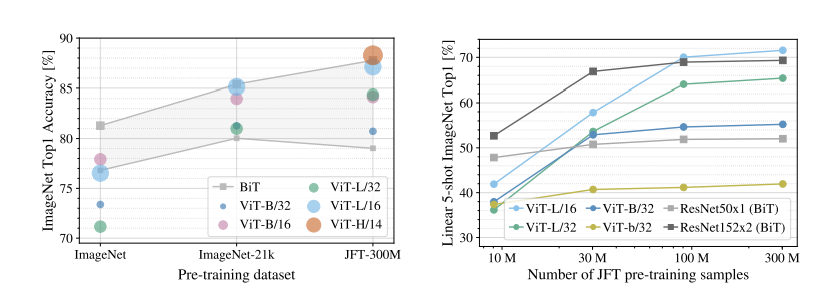 ImageNet Top1 Accuracy [%]
90
85
80
75
70
BiT
ViT-B/32
ViT-B/16
ViT-L/32
ViT-L/16
ViT-H/14
ImageNet
ImageNet-21k
JFT-300M
Pre-training dataset
Linear 5-shot ImageNet Top1 [%]
70
60
50
40
30
ViT-L/16
ViT-L/32
ViT-B/32
ViT-b/32
ResNet50x1 (BiT)
ResNet152x2 (BiT)
10 M
30 M
100 M
300 M
Number of JFT pre-training samples